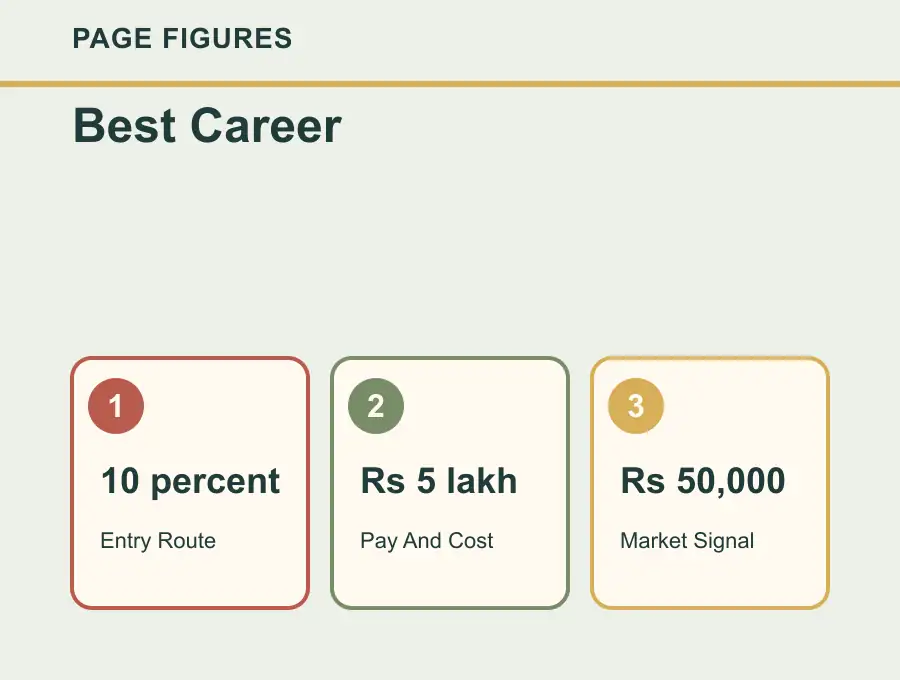 PAGE FIGURES
Best Career
1
10 percent
Entry Route
2
Rs 5 lakh
Pay And Cost
3
Rs 50,000
Market Signal